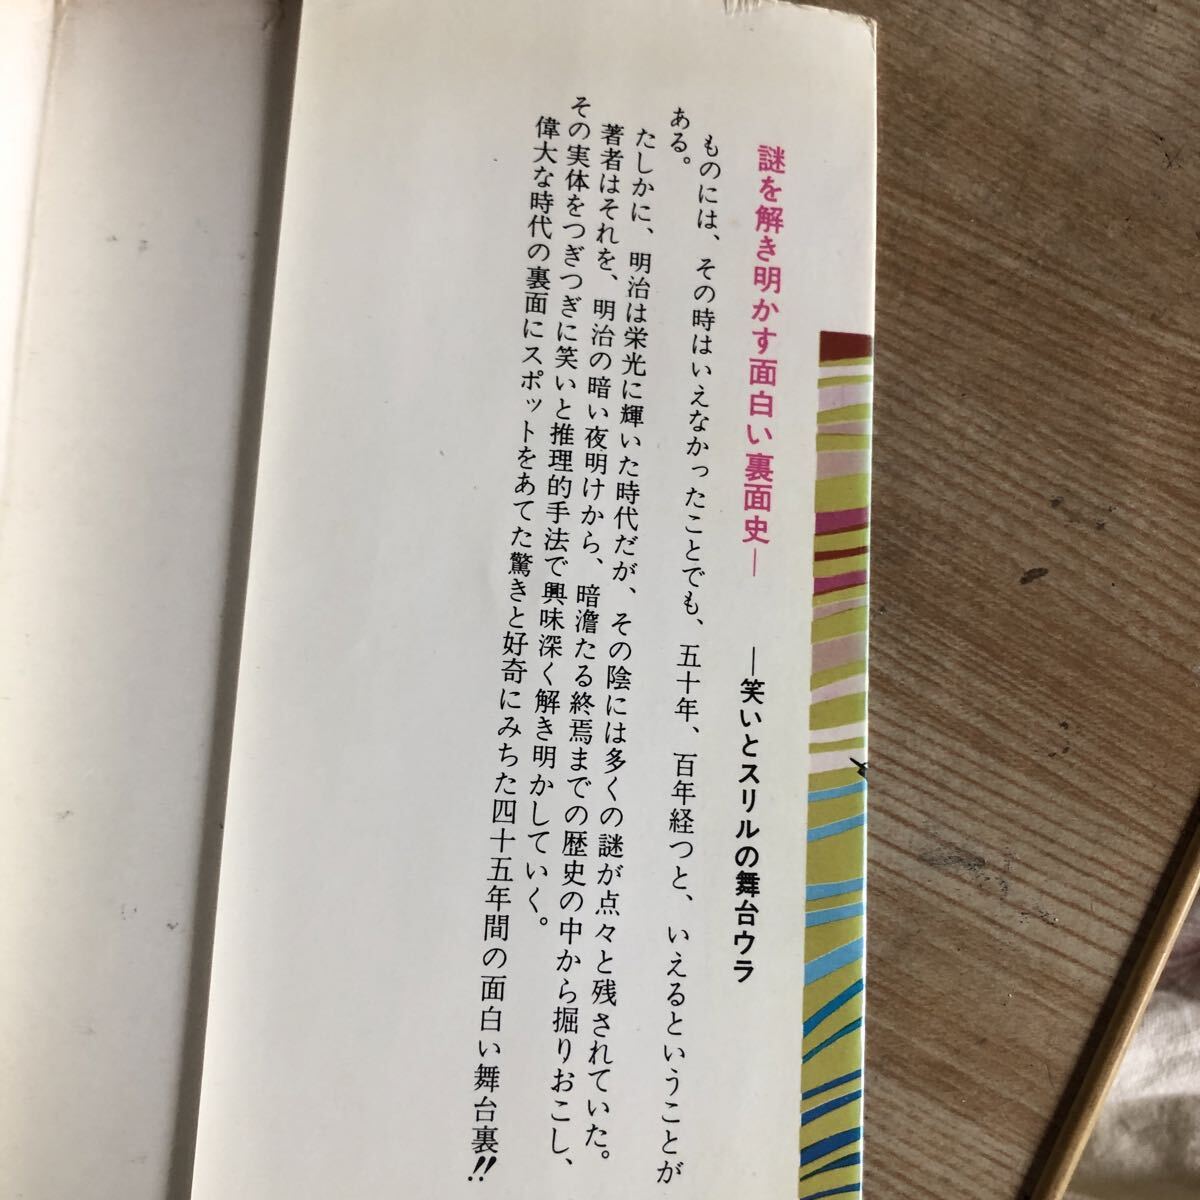 謎を解き明かす面白い裏面史―
―笑いとスリルの舞台ウラ
ものには、その時はいえなかったことでも、五十年、百年経つと、いえるということが
ある。
たしかに、明治は栄光に輝いた時代だが、その陰には多くの謎が点々と残されていた。
著者はそれを、明治の暗い夜明けから、暗澹たる終焉までの歴史の中から掘りおこし、
その実体をつぎつぎに笑いと推理的手法で興味深く解き明かしていく。
偉大な時代の裏面にスポットをあてた驚きと好奇にみちた四十五年間の面白い舞台裏!!